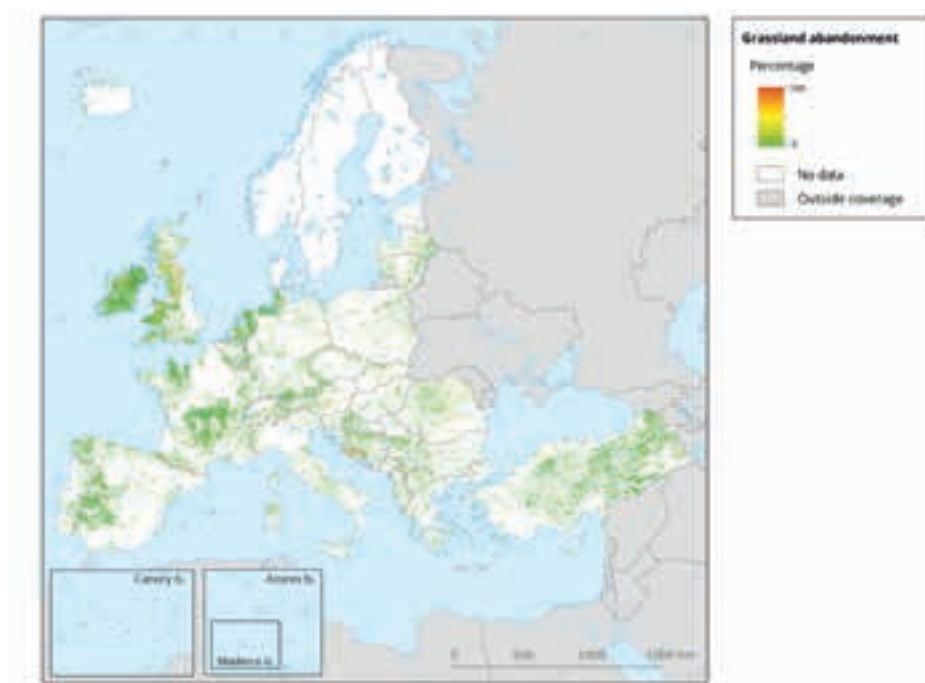 Grassland abandonment
Percentage
0
No data
Outside coverage
Canary Is.
Azores Is.
Madeira Is.
0
500
1000